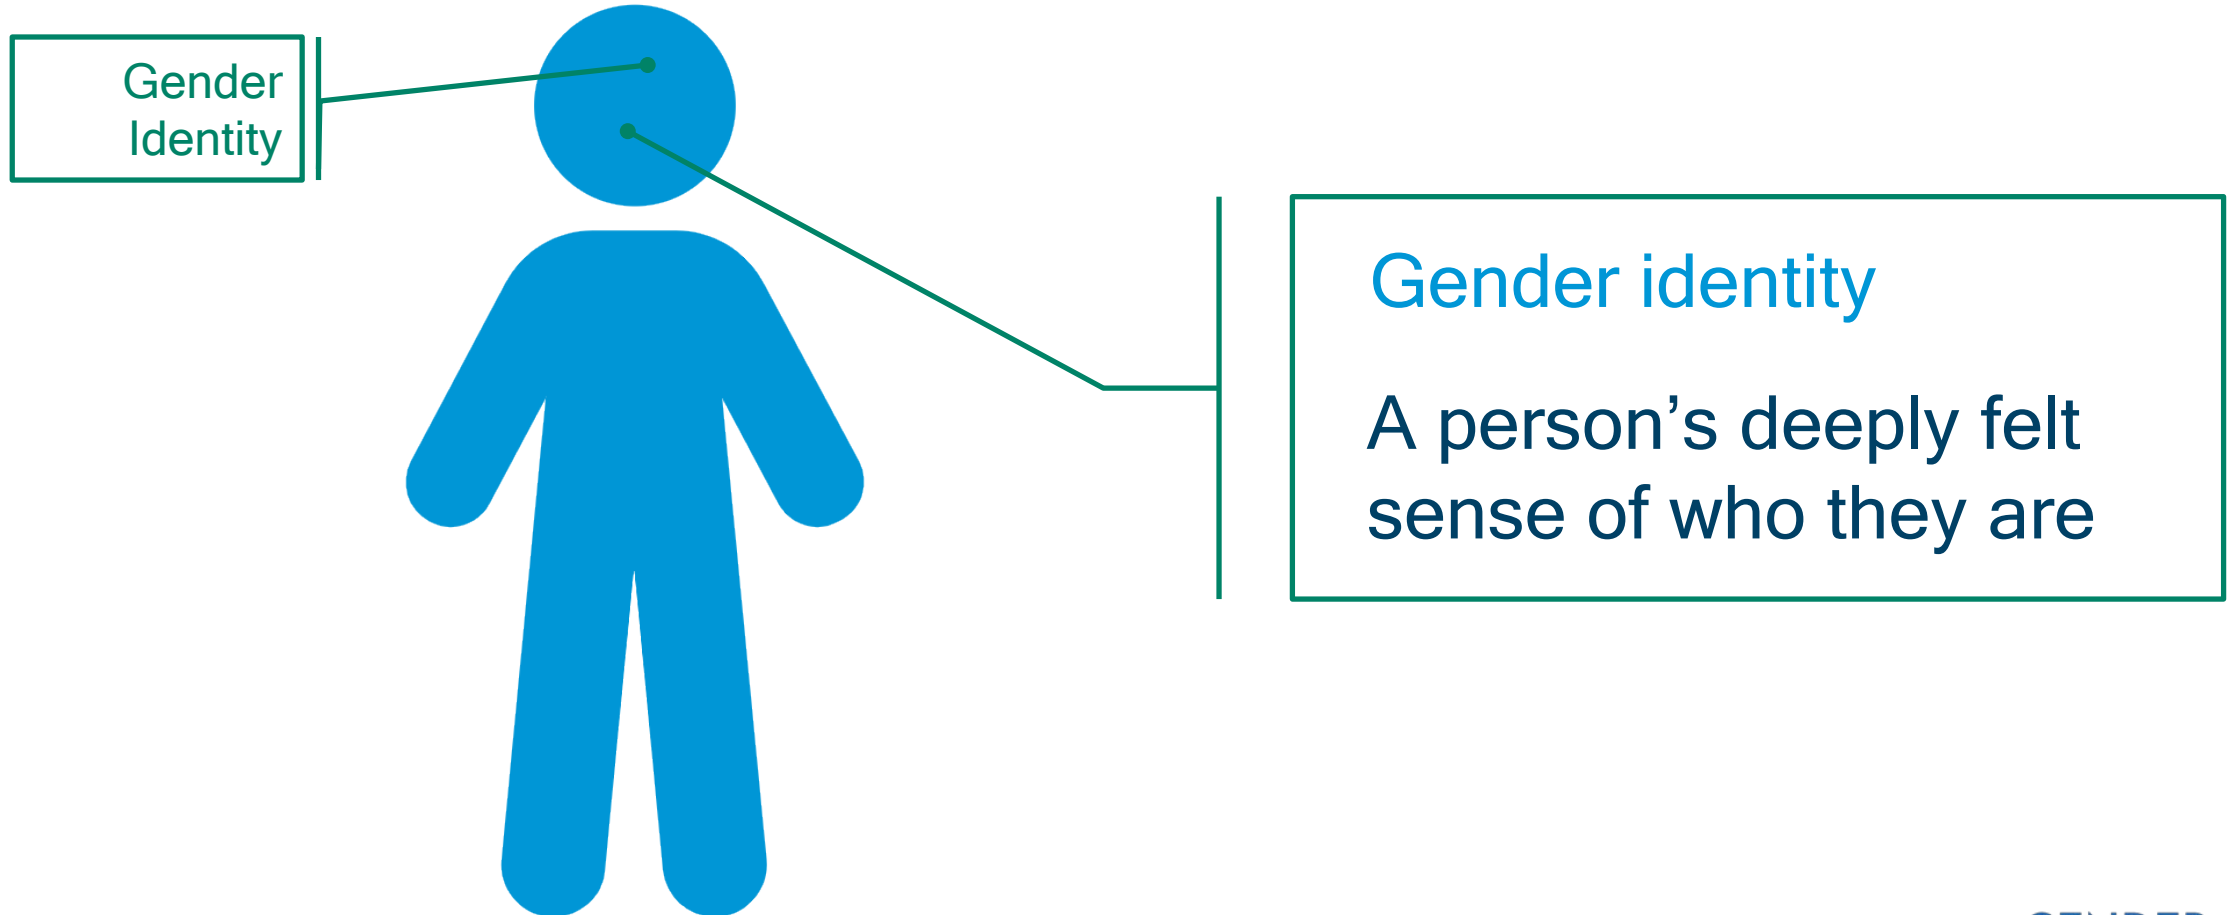 Gender
Identity
Gender identity
A person’s deeply felt
sense of who they are